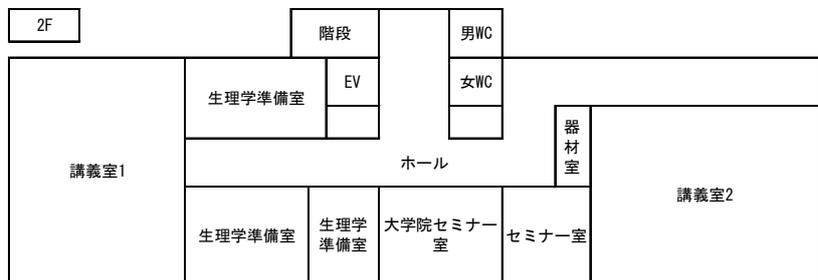 2F
階段
男WC
生理学準備室
EV
女WC
器
材
室
講義室1
ホール
講義室2
生理学準備室
生理学
準備室
大学院セミナー
室
セミナー室